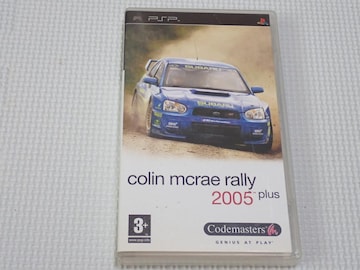 PSP
SUBARU
colin mcrae rally
2005 plus
3+
Codemasters
GENIUS AT PLAY